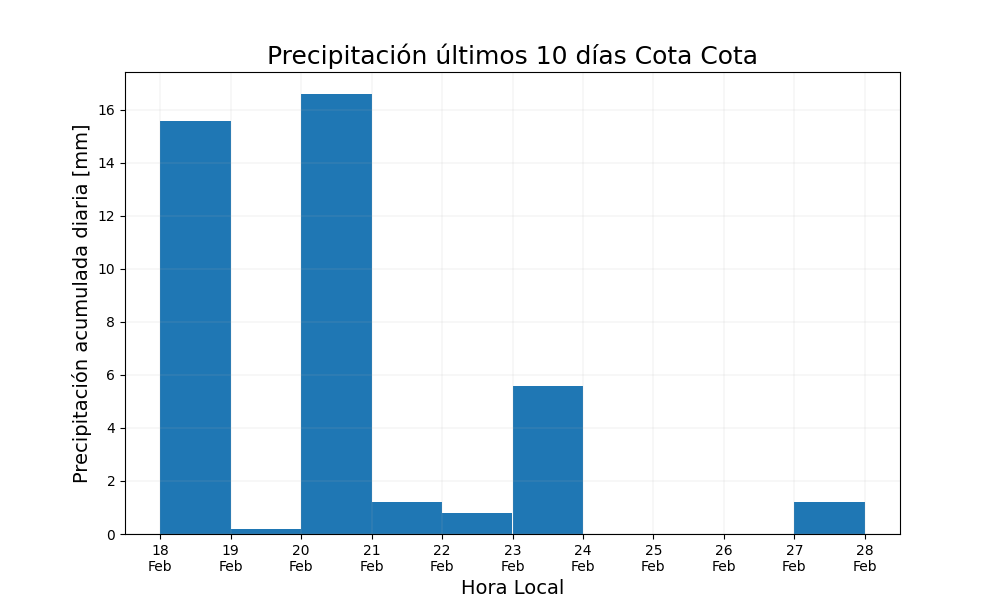 Precipitación últimos 10 días Cota Cota
Precipitación acumulada diaria [mm]
16
14
12
10
8
6
4
2
0
18 19 20 21 22 23 24 25 26 27 28
Feb Feb Feb Feb Feb Feb Feb Feb Feb Feb Feb
Hora Local